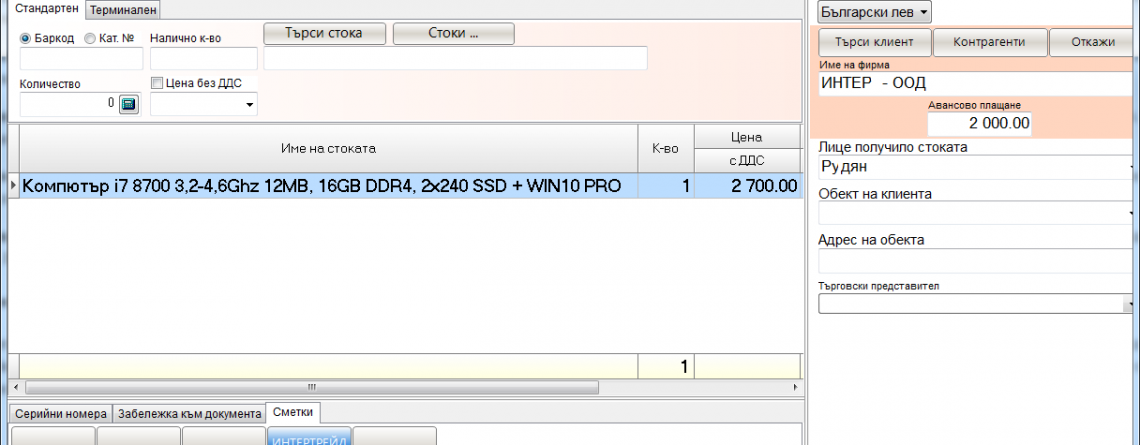 Стандартен Терминален
Баркод Кат. № Налично к-во Търси стока Стоки ...
Количество Цена без ДДС
0
Име на стоката К-во Цена
с ДДС
Компютър i7 8700 3,2-4,6Ghz 12MB, 16GB DDR4, 2x240 SSD + WIN10 PRO 1 2 700.00
1
Серийни номера Забележка към документа Сметки
ИНТЕРТРЕЙД
Български лев
Търси клиент Контрагенти Откажи
Име на фирма
ИНТЕР - ООД
Авансово плащане
2 000.00
Лице получило стоката
Рудян
Обект на клиента
Адрес на обекта
Търговски представител